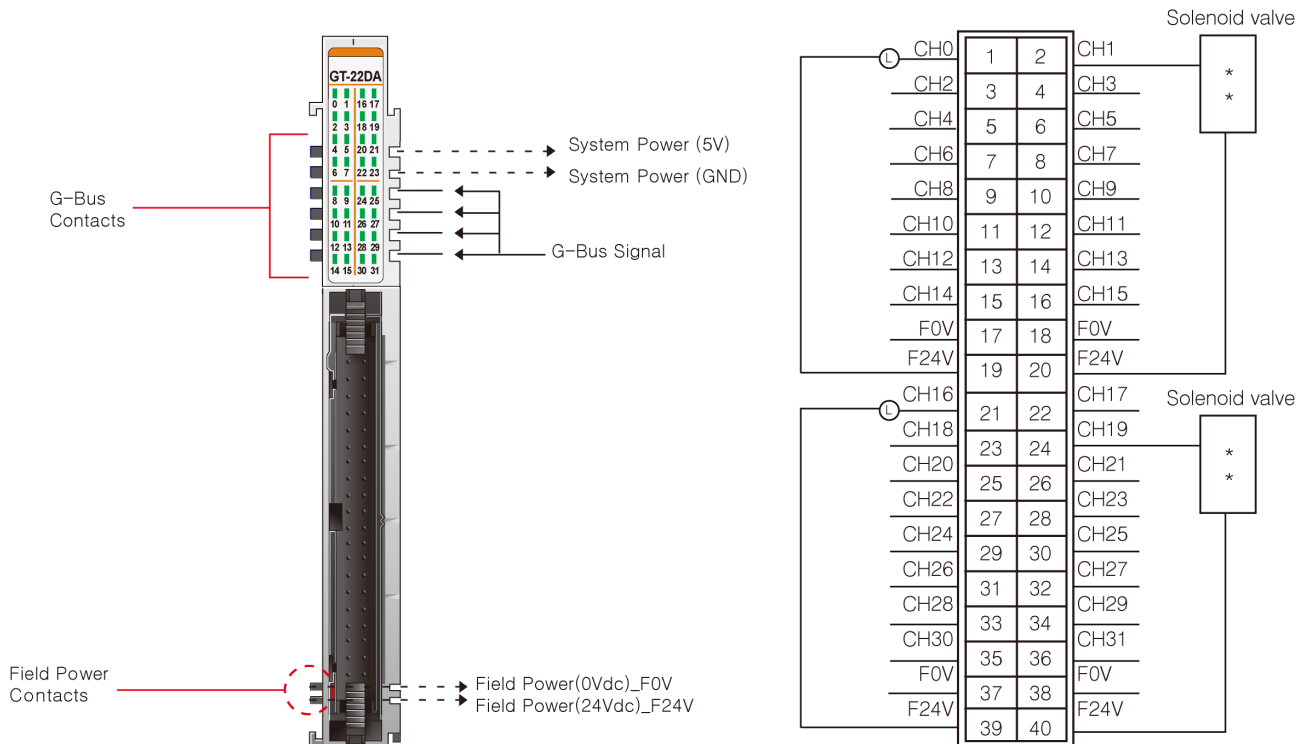 GT-22DA
0 1 16 17
2 3 18 19
4 5 20 21
6 7 22 23
8 9 24 25
10 11 26 27
12 13 28 29
14 15 30 31
G-Bus
Contacts
System Power (5V)
System Power (GND)
G-Bus Signal
Field Power
Contacts
Field Power(0Vdc)_F0V
Field Power(24Vdc)_F24V
Solenoid valve
*
*
L
CH0 1 2 CH1
CH2 3 4 CH3
CH4 5 6 CH5
CH6 7 8 CH7
CH8 9 10 CH9
CH10 11 12 CH11
CH12 13 14 CH13
CH14 15 16 CH15
F0V 17 18 F0V
F24V 19 20 F24V
Solenoid valve
*
*
L
CH16 21 22 CH17
CH18 23 24 CH19
CH20 25 26 CH21
CH22 27 28 CH23
CH24 29 30 CH25
CH26 31 32 CH27
CH28 33 34 CH29
CH30 35 36 CH31
F0V 37 38 F0V
F24V 39 40 F24V